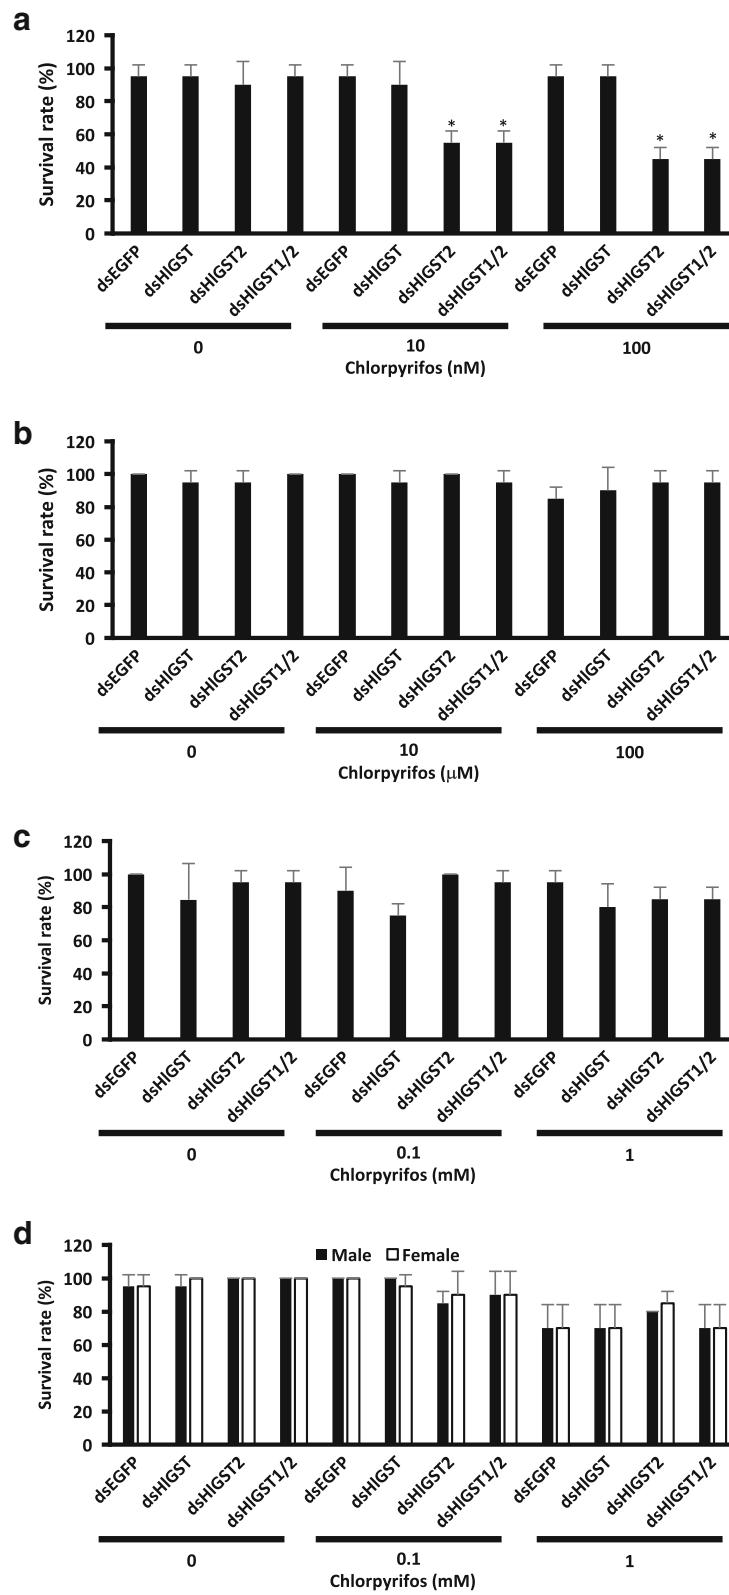 a
120
100
80
60
40
20
0
Survival rate (%)
* * * *
dsEGFP dsHlGST dsHlGST2 dsHlGST1/2 dsEGFP dsHlGST dsHlGST2 dsHlGST1/2 dsEGFP dsHlGST dsHlGST2 dsHlGST1/2
0 10 100
Chlorpyrifos (nM)
b
120
100
80
60
40
20
0
Survival rate (%)
dsEGFP dsHlGST dsHlGST2 dsHlGST1/2 dsEGFP dsHlGST dsHlGST2 dsHlGST1/2 dsEGFP dsHlGST dsHlGST2 dsHlGST1/2
0 10 100
Chlorpyrifos (μM)
c
120
100
80
60
40
20
0
Survival rate (%)
dsEGFP dsHlGST dsHlGST2 dsHlGST1/2 dsEGFP dsHlGST dsHlGST2 dsHlGST1/2 dsEGFP dsHlGST dsHlGST2 dsHlGST1/2
0 0.1 1
Chlorpyrifos (mM)
d
Male Female
120
100
80
60
40
20
0
Survival rate (%)
dsEGFP dsHlGST dsHlGST2 dsHlGST1/2 dsEGFP dsHlGST dsHlGST2 dsHlGST1/2 dsEGFP dsHlGST dsHlGST2 dsHlGST1/2
0 0.1 1
Chlorpyrifos (mM)